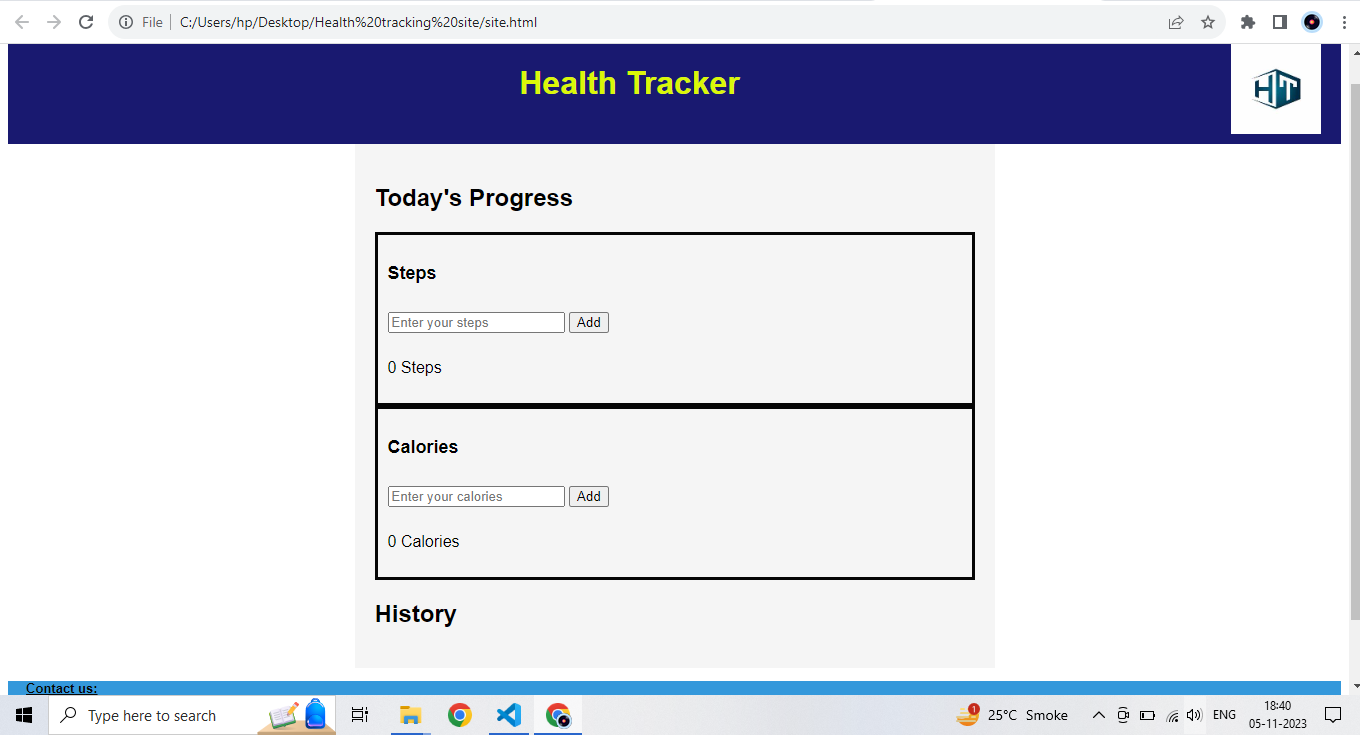 File C:/Users/hp/Desktop/Health%20tracking%20site/site.html
Health Tracker
HT
Today's Progress
Steps
Enter your steps Add
0 Steps
Calories
Enter your calories Add
0 Calories
History
Contact us:
Type here to search
1
25°C Smoke
ENG
18:40
05-11-2023